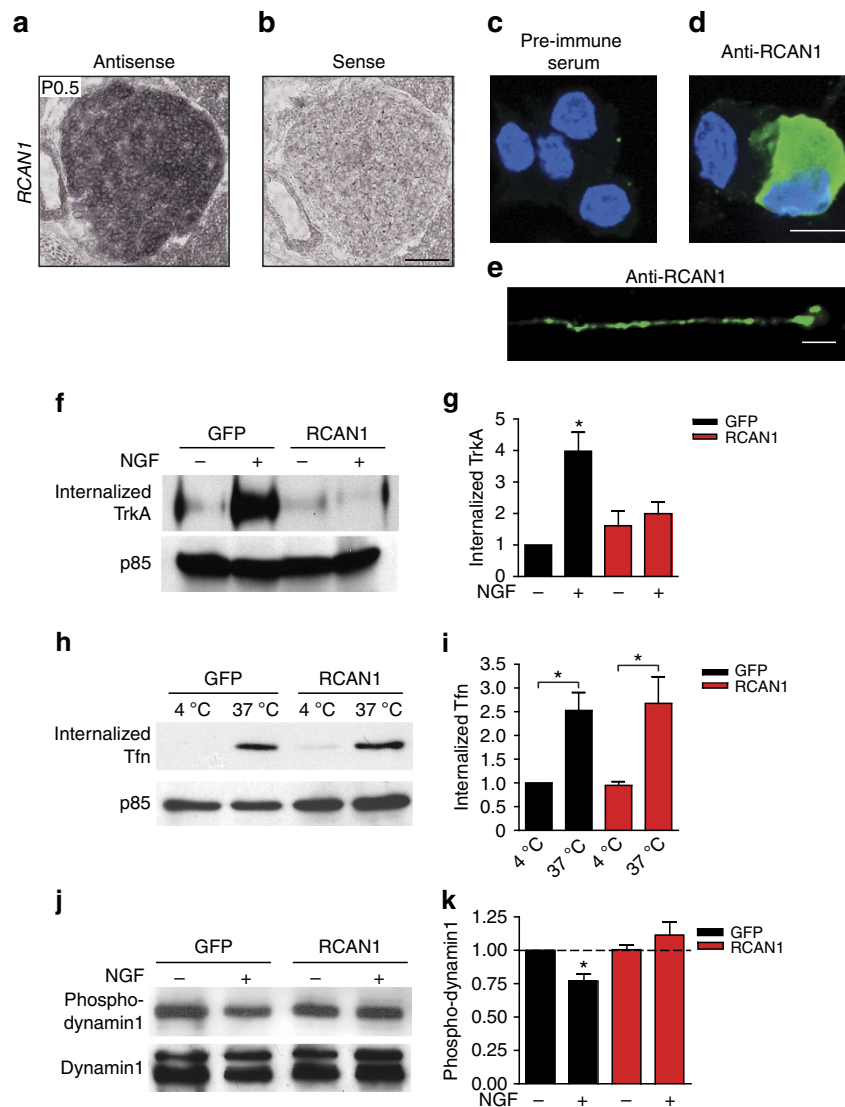 a
Antisense
P0.5
RCAN1
b
Sense
c
Pre-immune
serum
d
Anti-RCAN1
e
Anti-RCAN1
f
GFP RCAN1
NGF – + – +
Internalized
TrkA
p85
g
Internalized TrkA
5
4
3
2
1
0
*
NGF – + – +
GFP
RCAN1
h
GFP RCAN1
4 °C 37 °C 4 °C 37 °C
Internalized
Tfn
p85
i
Internalized Tfn
3.5
3.0
2.5
2.0
1.5
1.0
0.5
0
* *
4 °C 37 °C 4 °C 37 °C
GFP
RCAN1
j
GFP RCAN1
NGF – + – +
Phospho-
dynamin1
Dynamin1
k
Phospho-dynamin1
1.25
1.00
0.75
0.50
0.25
0.00
*
NGF – + – +
GFP
RCAN1